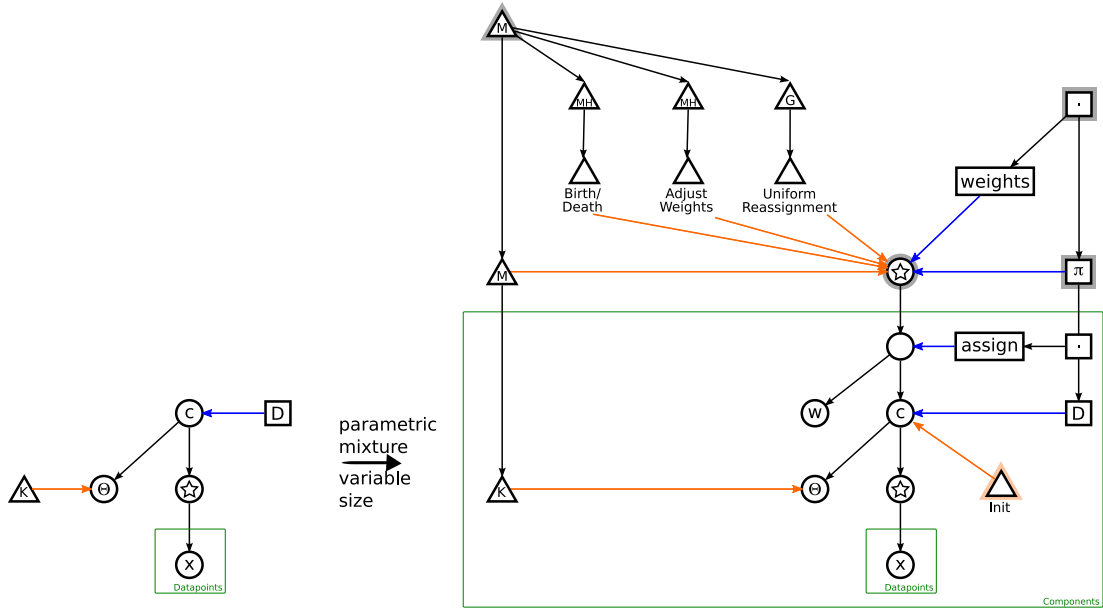 M
MH
MH
G
·
Birth/
Death
Adjust
Weights
Uniform
Reassignment
weights
M
π
assign
·
c
D
parametric
mixture
variable
size
w
c
D
K
Θ
K
Θ
Init
x
Datapoints
x
Datapoints
Components